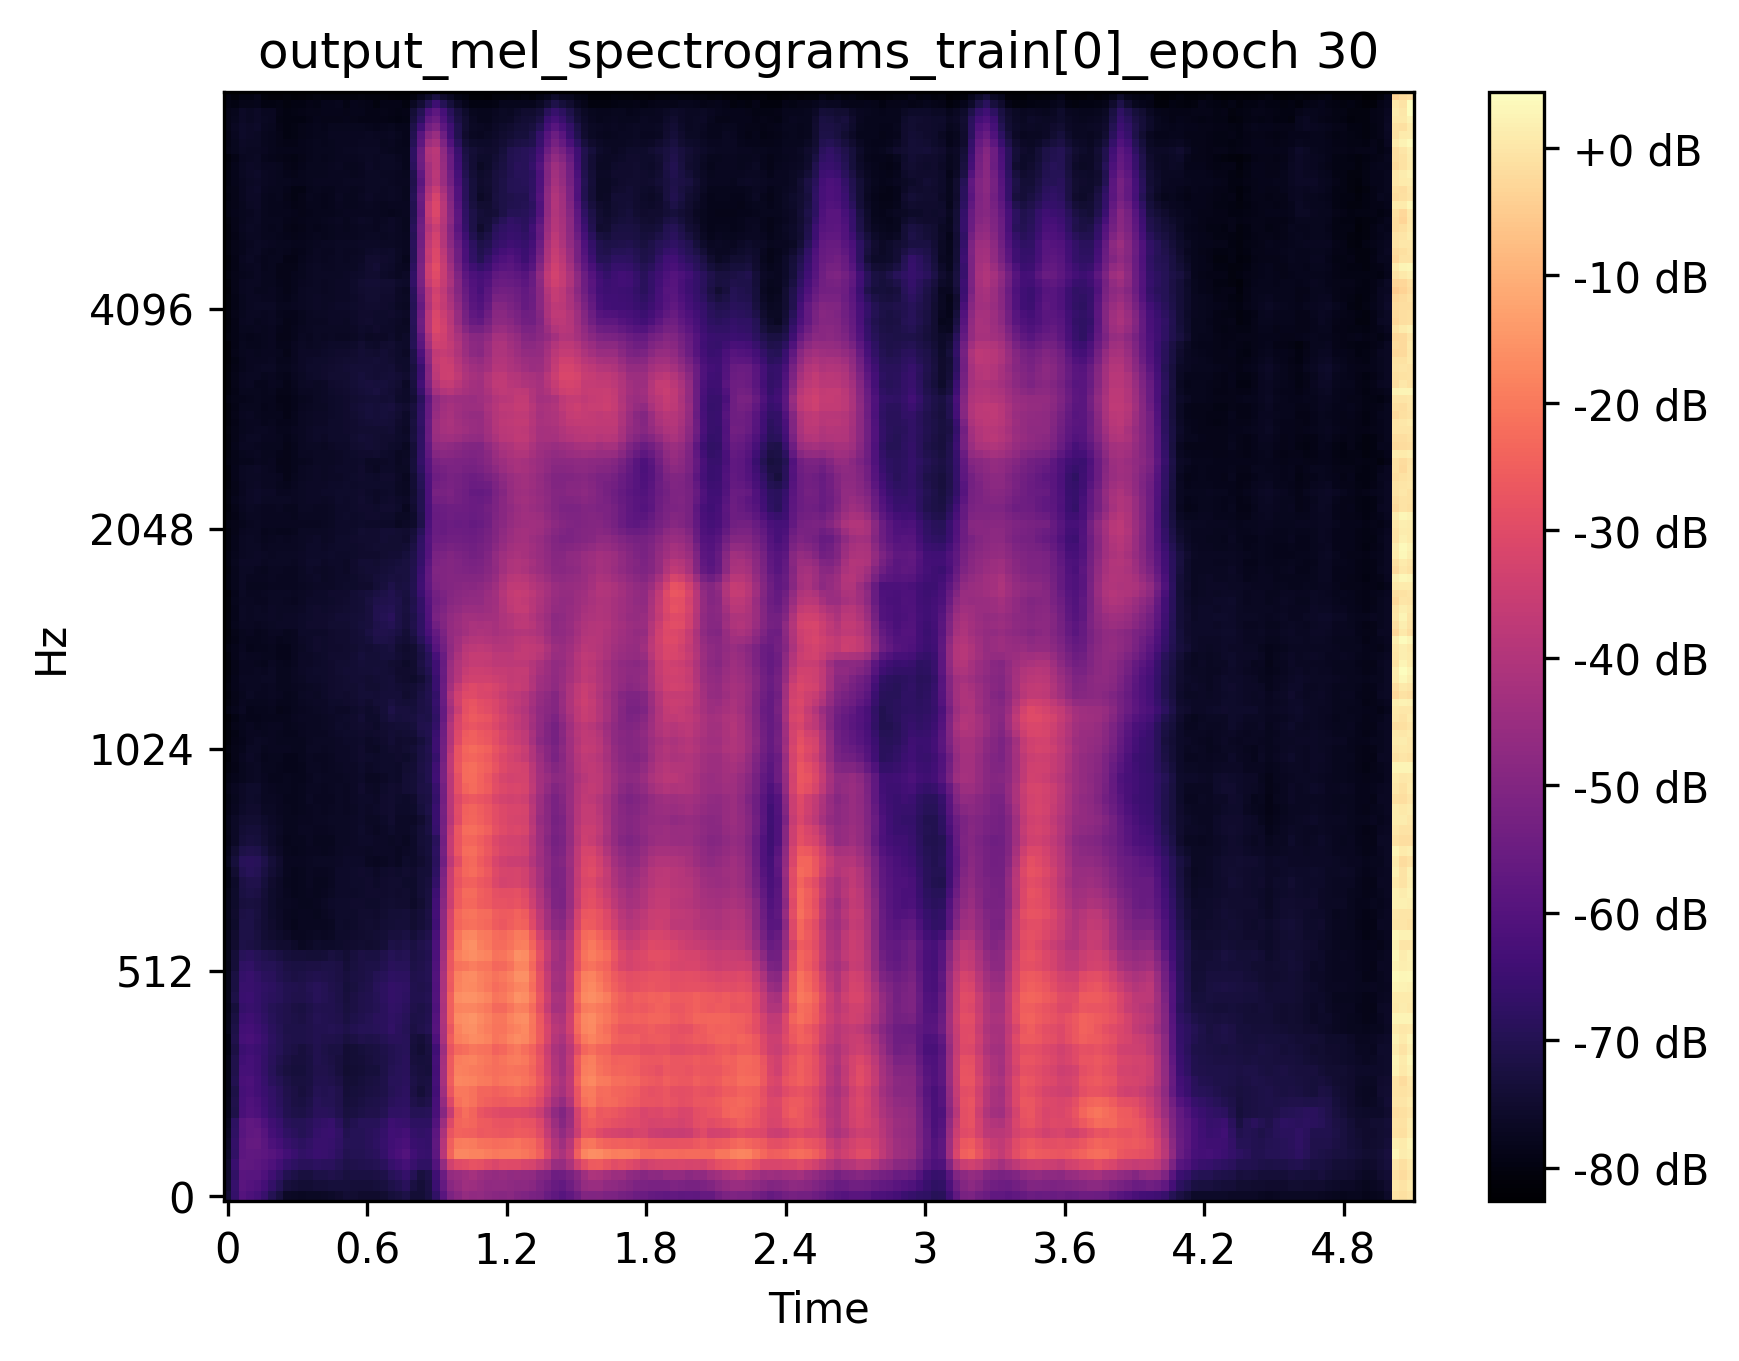 output_mel_spectrograms_train[0]_epoch 30
Hz
4096
2048
1024
512
0
0 0.6 1.2 1.8 2.4 3 3.6 4.2 4.8
Time
+0 dB
-10 dB
-20 dB
-30 dB
-40 dB
-50 dB
-60 dB
-70 dB
-80 dB